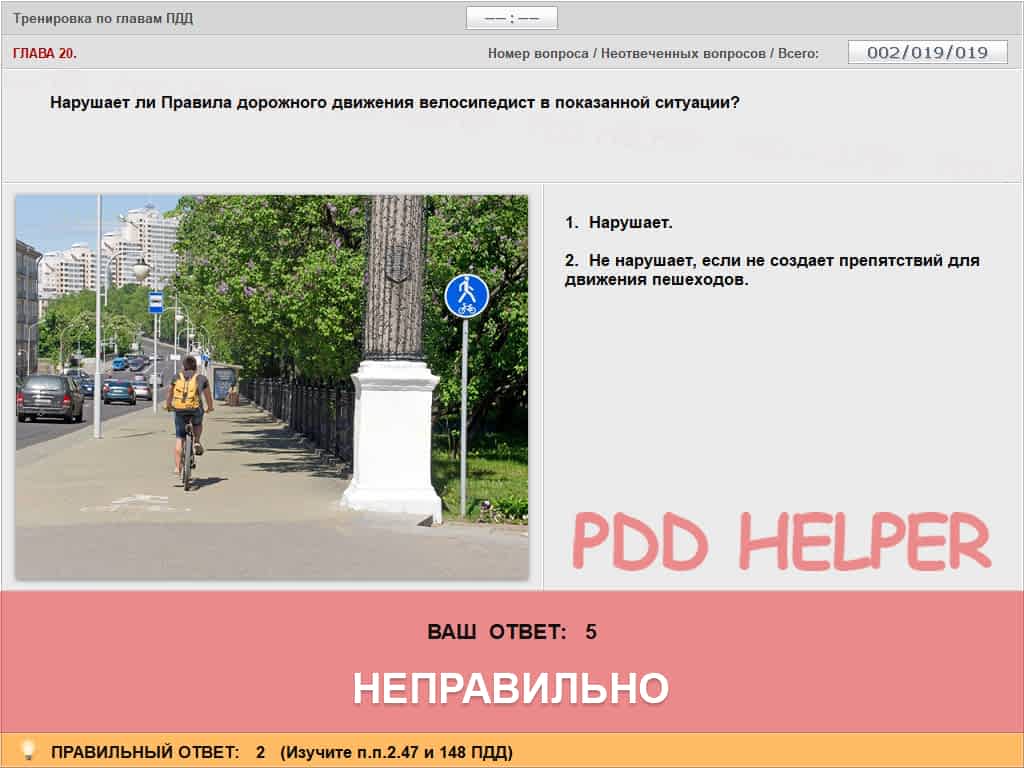 Тренировка по главам ПДД
—— : ——
ГЛАВА 20.
Номер вопроса / Неотвеченных вопросов / Всего:
002/019/019
Нарушает ли Правила дорожного движения велосипедист в показанной ситуации?
1. Нарушает.
2. Не нарушает, если не создает препятствий для
движения пешеходов.
PDD HELPER
ВАШ ОТВЕТ: 5
НЕПРАВИЛЬНО
ПРАВИЛЬНЫЙ ОТВЕТ: 2 (Изучите п.п.2.47 и 148 ПДД)